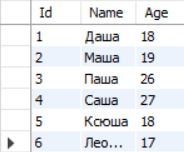 Id Name Age
1 Даша 18
2 Маша 19
3 Паша 26
4 Саша 27
5 Ксюша 18
6 Лео... 17